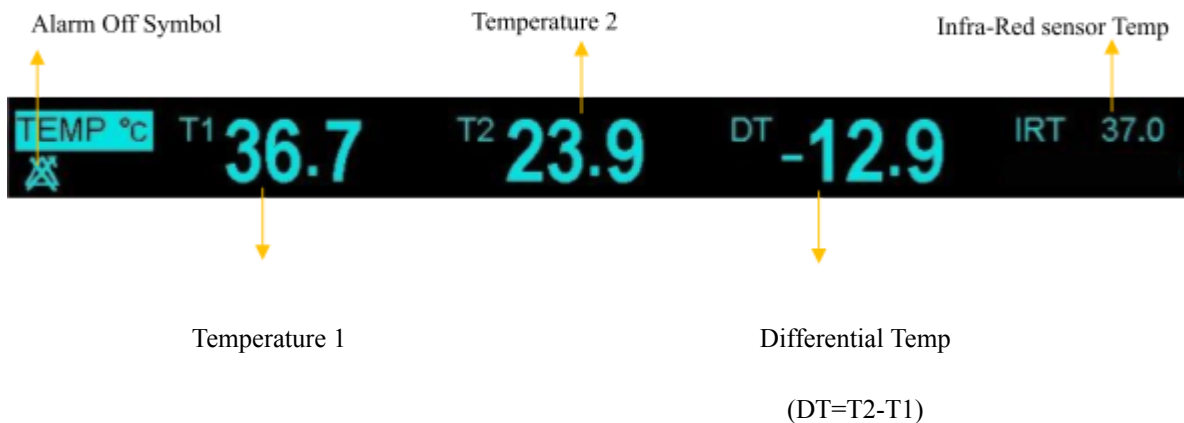 Alarm Off Symbol
Temperature 2
Infra-Red sensor Temp
TEMP °C T1 36.7 T2 23.9 DT -12.9 IRT 37.0
Temperature 1
Differential Temp
(DT=T2-T1)